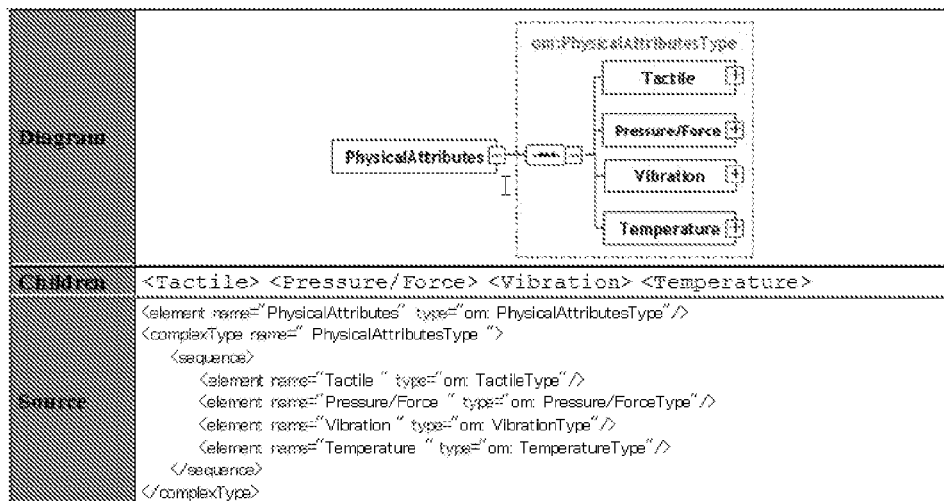 om:PhysicalAttributesType
Tactile
Pressure/Force
PhysicalAttributes
Vibration
Temperature
Diagram
Children
<Tactile> <Pressure/Force> <Vibration> <Temperature>
<element name="PhysicalAttributes" type="om: PhysicalAttributesType"/>
<complexType name=" PhysicalAttributesType ">
<sequence>
<element name="Tactile " type="om: TactileType"/>
<element name="Pressure/Force " type="om: Pressure/ForceType"/>
<element name="Vibration " type="om: VibrationType"/>
<element name="Temperature " type="om: TemperatureType"/>
</sequence>
</complexType>
Source